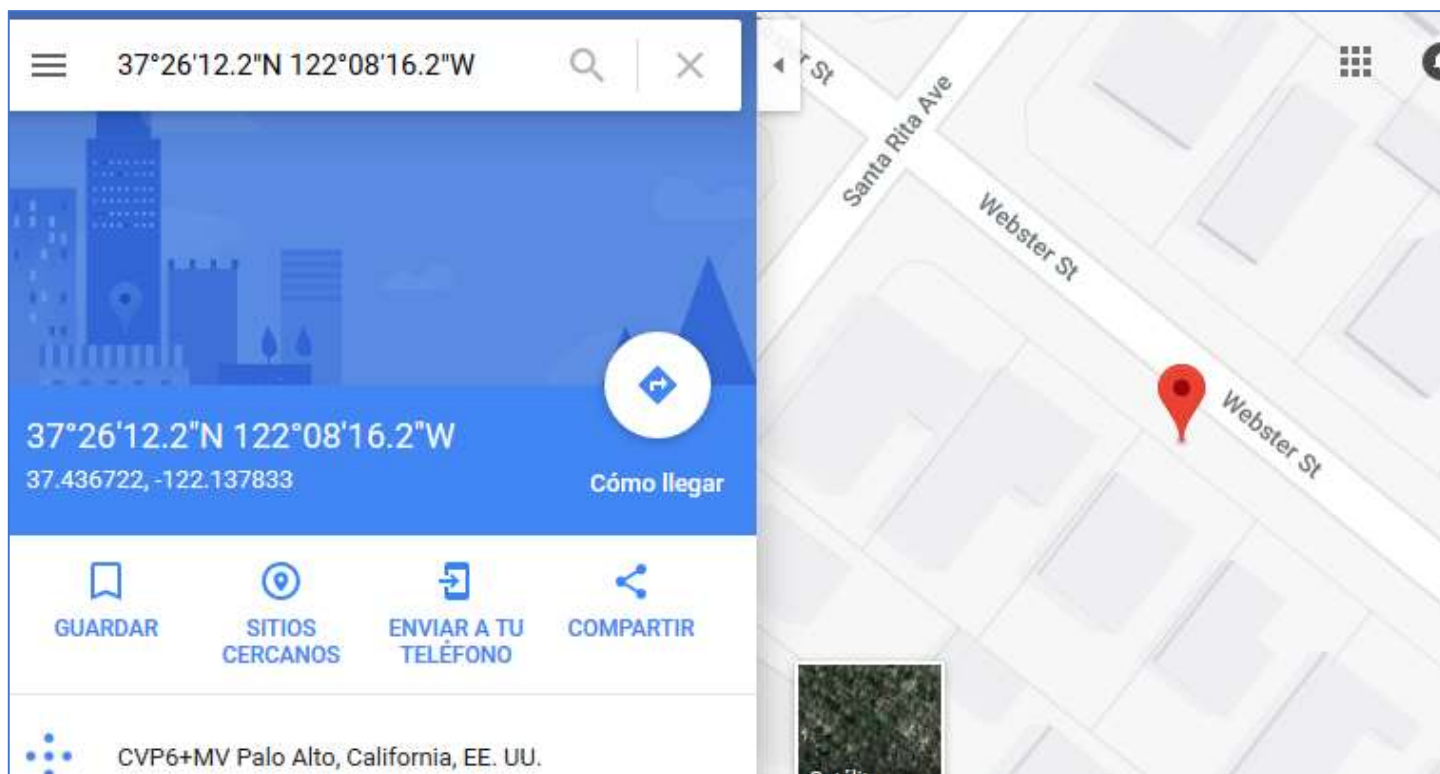 37°26'12.2"N 122°08'16.2"W
37°26'12.2"N 122°08'16.2"W
37.436722, -122.137833
Cómo llegar
GUARDAR
SITIOS
CERCANOS
ENVIAR A TU
TELÉFONO
COMPARTIR
CVP6+MV Palo Alto, California, EE. UU.
St
Santa Rita Ave
Webster St
Webster St